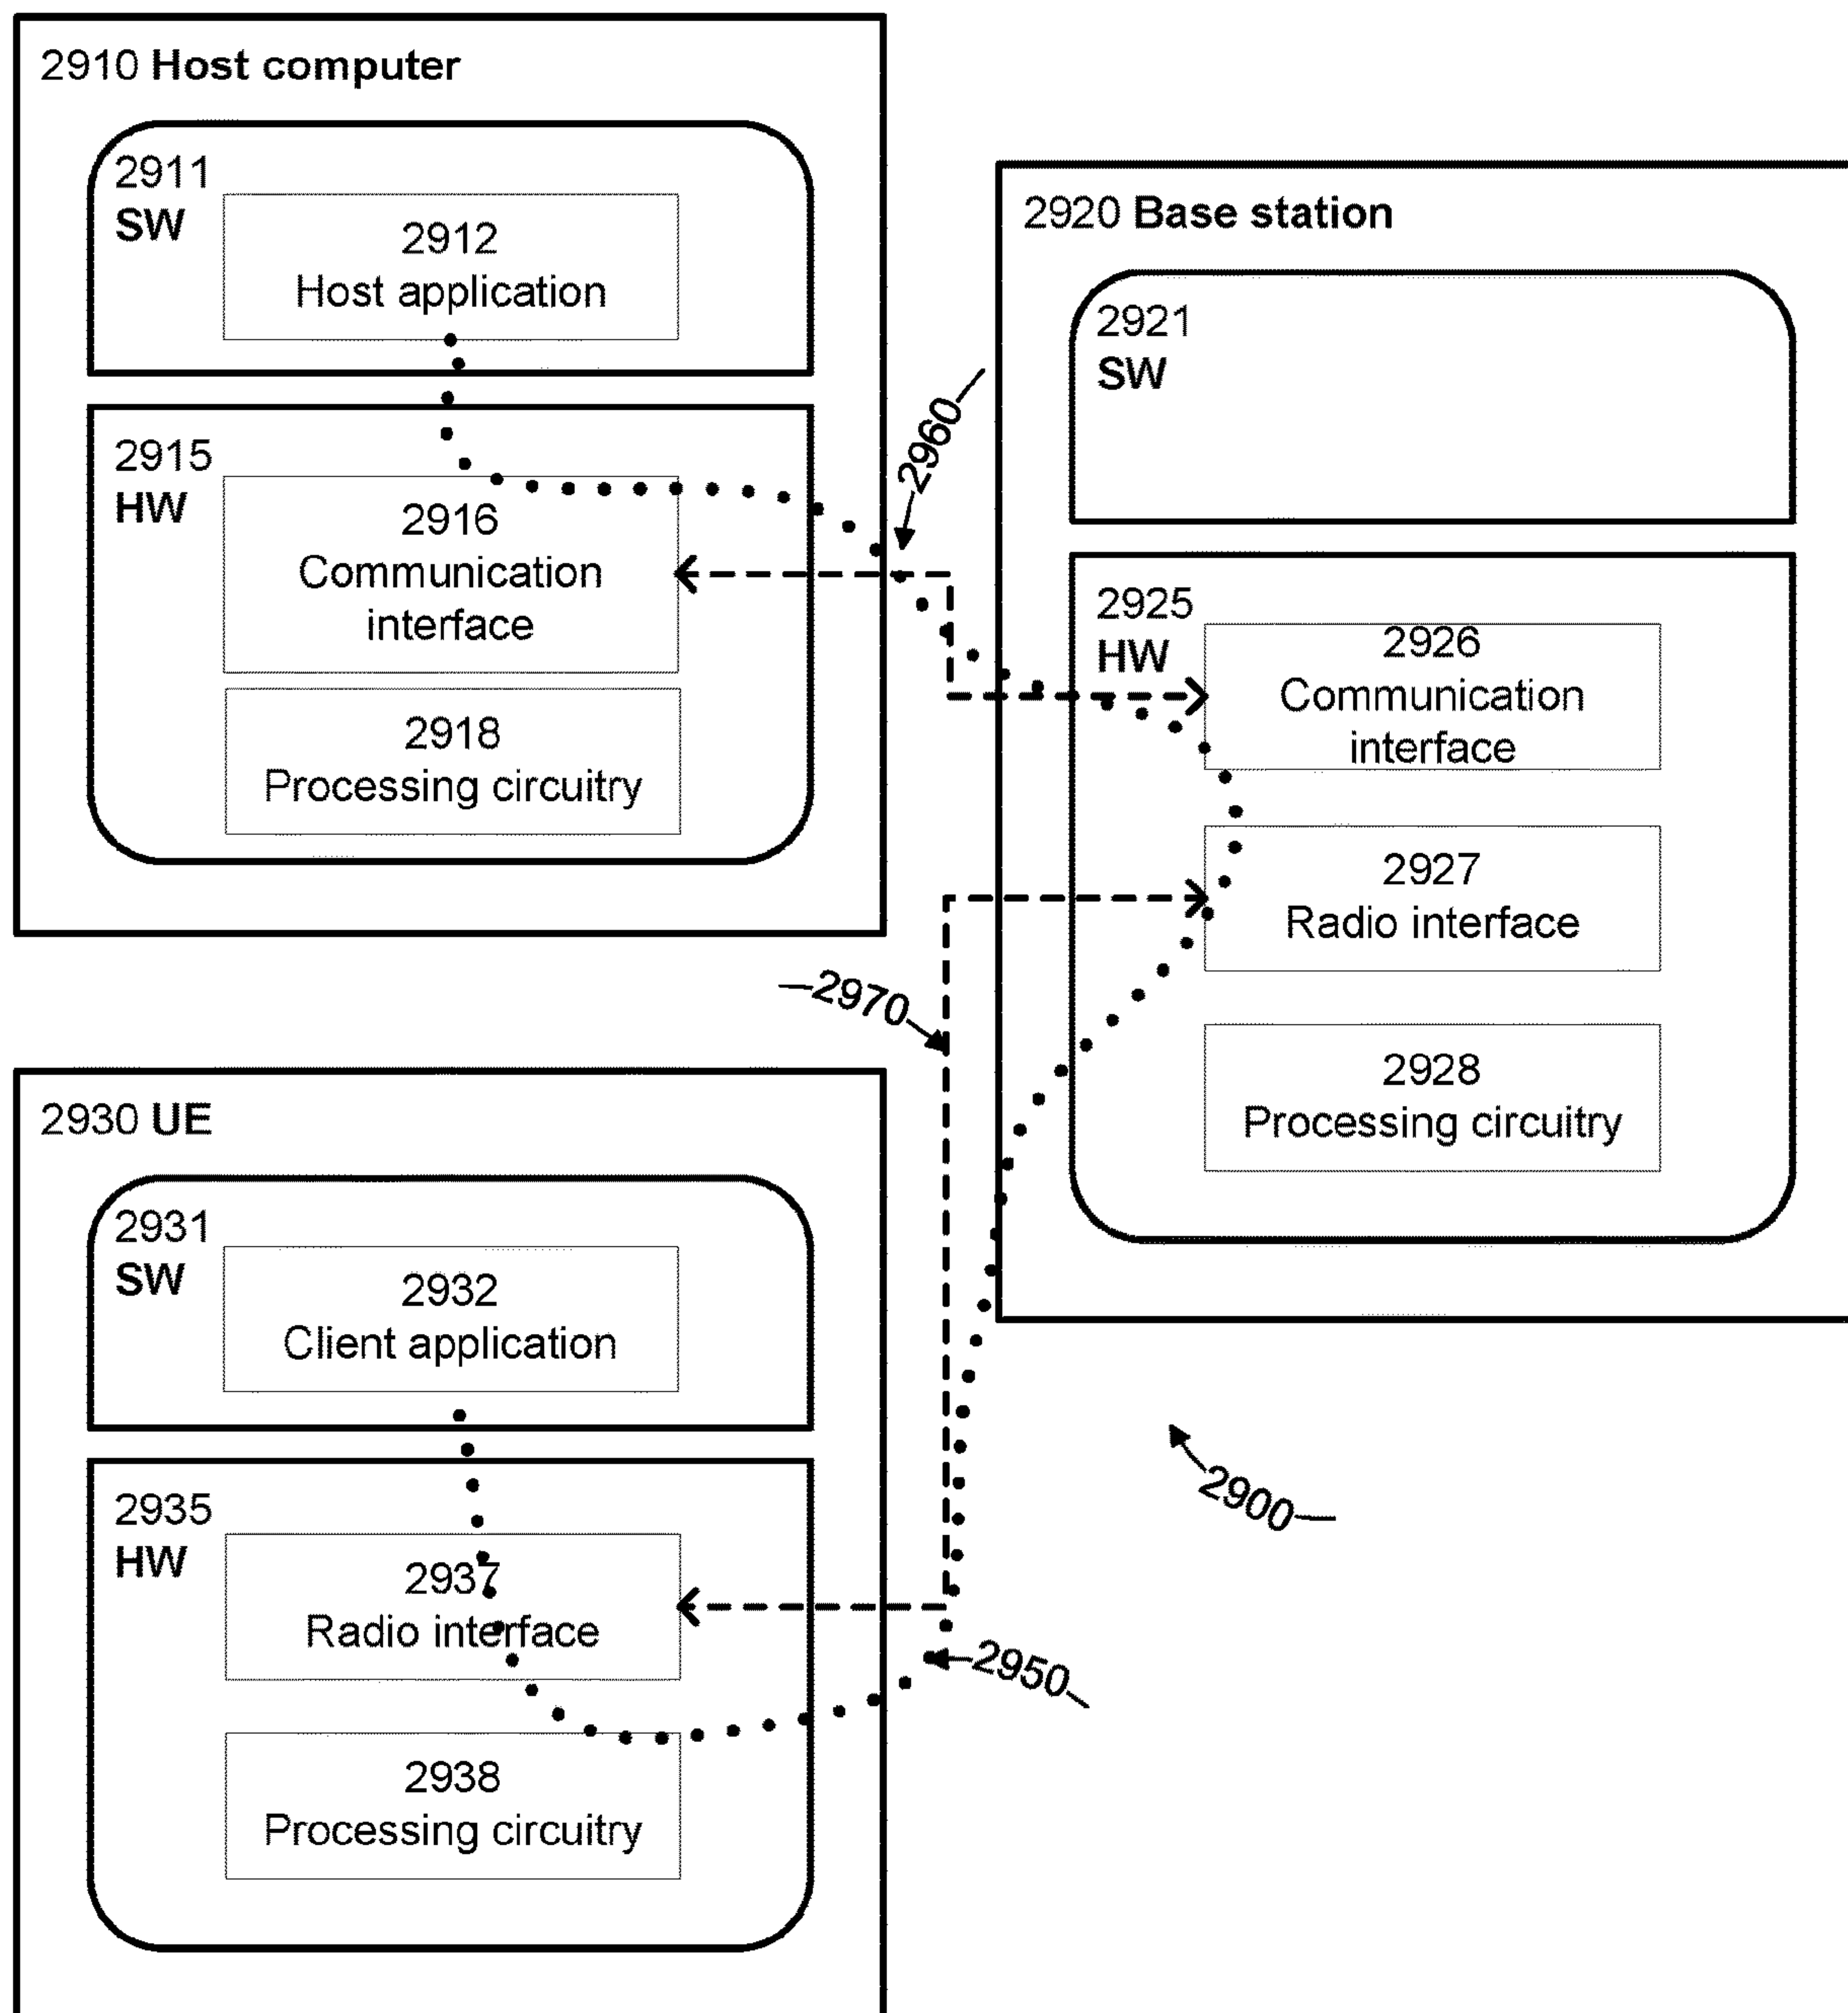 2910 Host computer
2911
SW
2912
Host application
2915
HW
2916
Communication
interface
2918
Processing circuitry
2960
2920 Base station
2921
SW
2925
HW
2926
Communication
interface
2927
Radio interface
2928
Processing circuitry
2970
2930 UE
2931
SW
2932
Client application
2935
HW
2937
Radio interface
2938
Processing circuitry
2900
2950